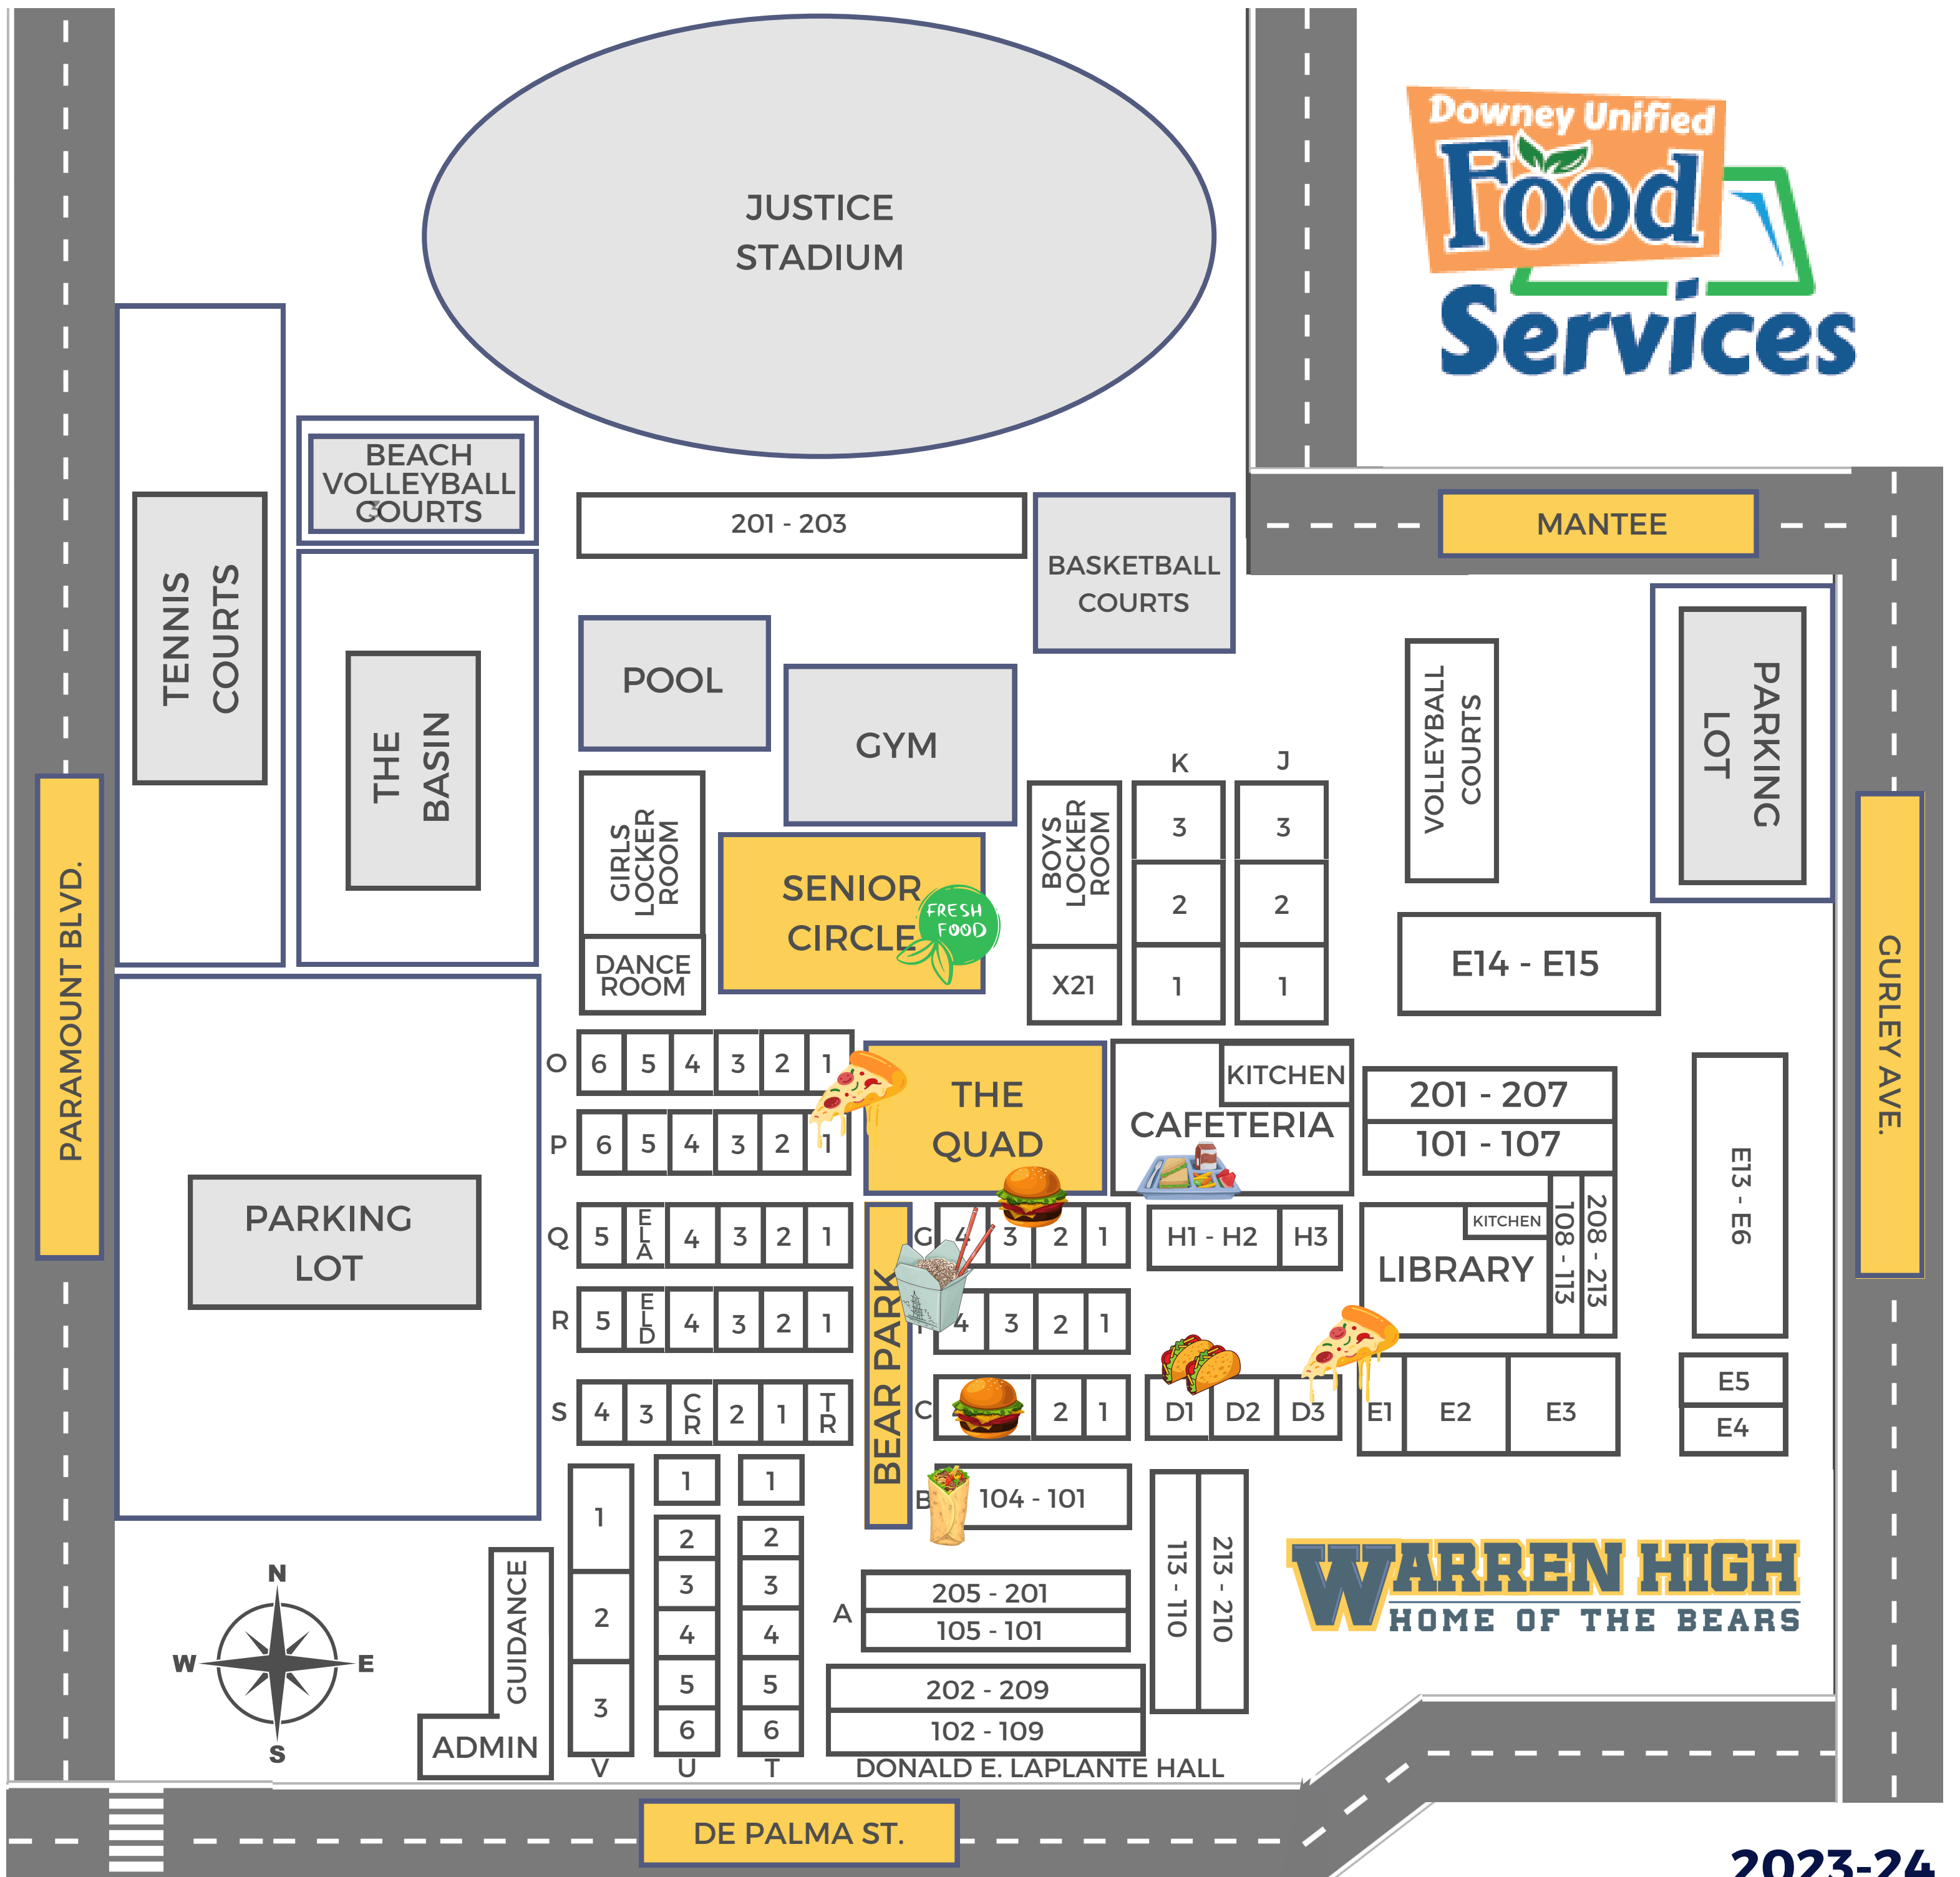 Downey Unified
Food
Services
JUSTICE
STADIUM
BEACH
VOLLEYBALL
COURTS
3
201 - 203
BASKETBALL
COURTS
MANTEE
TENNIS
COURTS
THE
BASIN
POOL
GYM
VOLLEYBALL
COURTS
PARKING
LOT
PARAMOUNT BLVD.
GURLEY AVE.
GIRLS
LOCKER
ROOM
DANCE
ROOM
SENIOR
CIRCLE
FRESH
FOOD
BOYS
LOCKER
ROOM
X21
K
3
2
1
J
3
2
1
E14 - E15
O 6 5 4 3 2 1
P 6 5 4 3 2 1
THE
QUAD
KITCHEN
CAFETERIA
201 - 207
101 - 107
108 - 113
208 - 213
E13 - E6
PARKING
LOT
Q 5 ELA 4 3 2 1
R 5 ELD 4 3 2 1
S 4 3 CR 2 1 TR
BEAR PARK
G 4 3 2 1
4 3 2 1
C 2 1
B 104 - 101
H1 - H2 H3
KITCHEN
LIBRARY
D1 D2 D3
E1 E2 E3
E5
E4
V
1
2
3
U
1
2
3
4
5
6
T
1
2
3
4
5
6
A
205 - 201
105 - 101
202 - 209
102 - 109
DONALD E. LAPLANTE HALL
113 - 110
213 - 210
WARREN HIGH
HOME OF THE BEARS
N
W E
S
GUIDANCE
ADMIN
DE PALMA ST.
2023-24